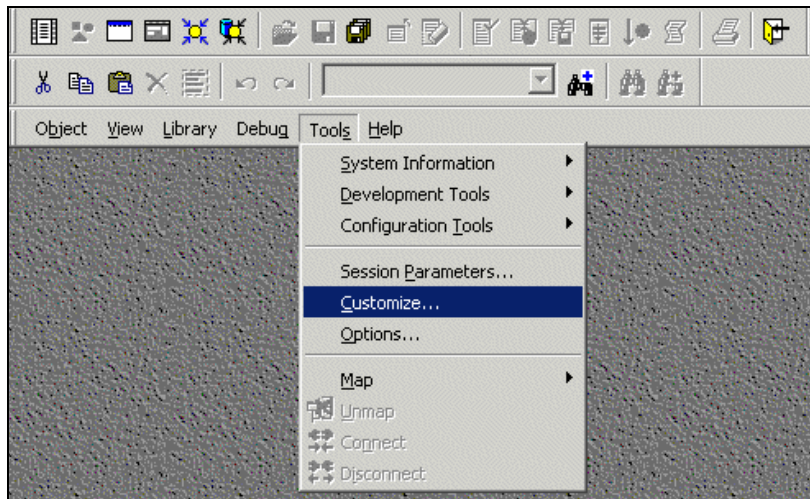 Object View Library Debug Tools Help
System Information
Development Tools
Configuration Tools
Session Parameters...
Customize...
Options...
Map
Unmap
Connect
Disconnect